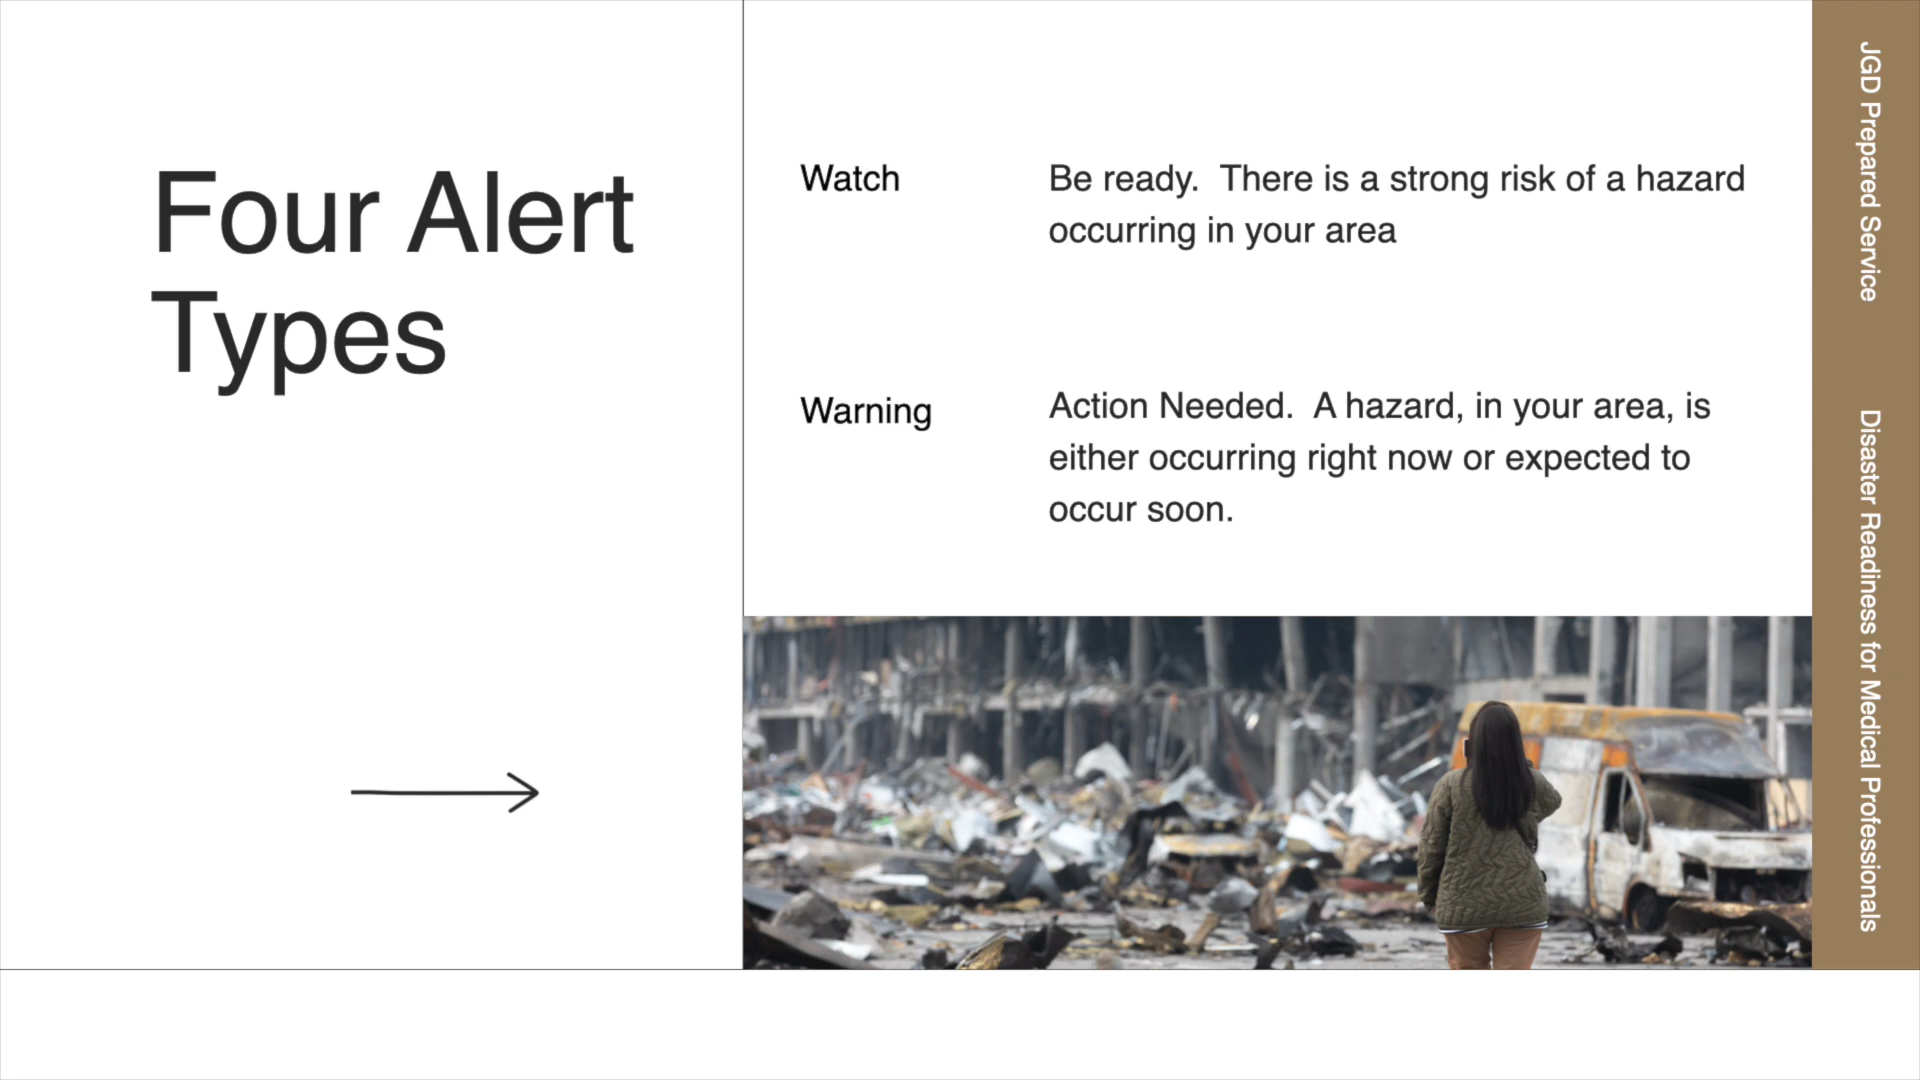 Four Alert
Types
Watch
Be ready.  There is a strong risk of a hazard
occurring in your area
Warning
Action Needed.  A hazard, in your area, is
either occurring right now or expected to
occur soon.
JGD Prepared Service
Disaster Readiness for Medical Professionals